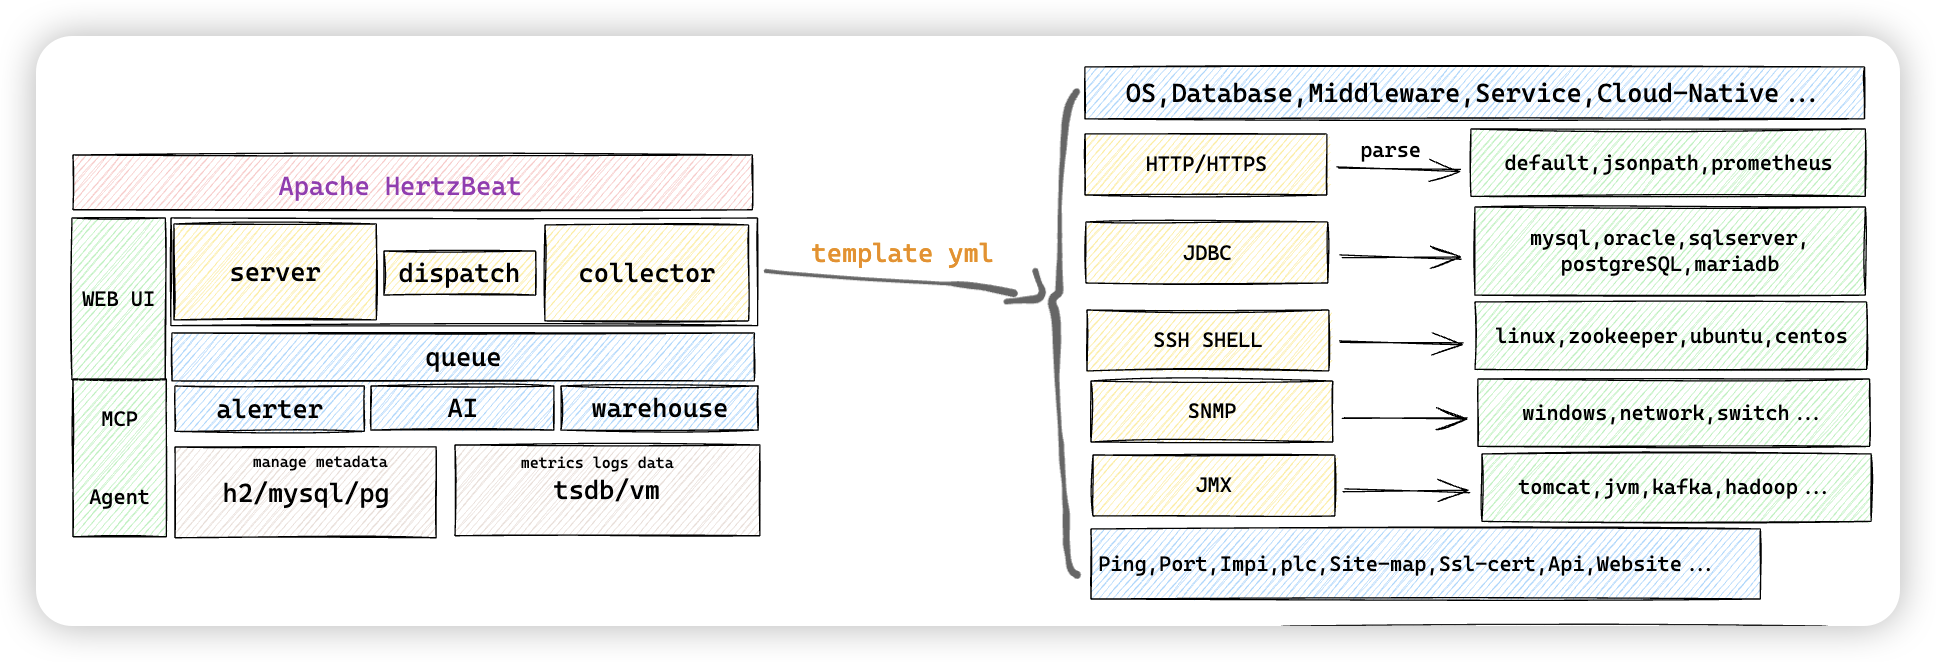 Apache HertzBeat
WEB UI
server
dispatch
collector
queue
MCP
Agent
alerter
AI
warehouse
manage metadata
h2/mysql/pg
metrics logs data
tsdb/vm
template yml
OS,Database,Middleware,Service,Cloud-Native ...
HTTP/HTTPS
parse
default,jsonpath,prometheus
JDBC
mysql,oracle,sqlserver,
postgreSQL,mariadb
SSH SHELL
linux,zookeeper,ubuntu,centos
SNMP
windows,network,switch ...
JMX
tomcat,jvm,kafka,hadoop ...
Ping,Port,Impi,plc,Site-map,Ssl-cert,Api,Website ...